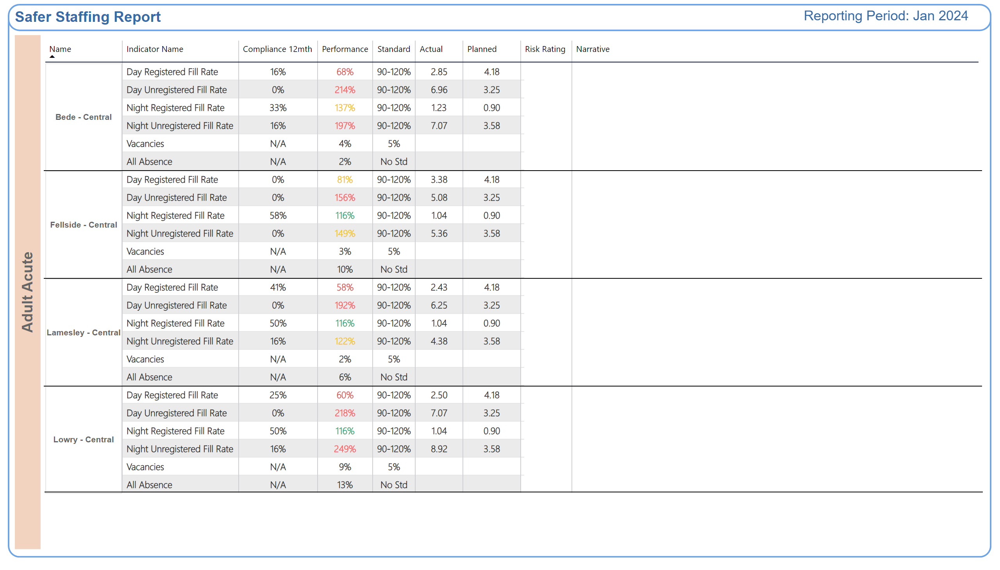 Safer Staffing Report
Reporting Period: Jan 2024
Adult Acute
Name Indicator Name Compliance 12mth Performance Standard Actual Planned Risk Rating Narrative
Bede - Central
Day Registered Fill Rate 16% 68% 90-120% 2.85 4.18
Day Unregistered Fill Rate 0% 214% 90-120% 6.96 3.25
Night Registered Fill Rate 33% 137% 90-120% 1.23 0.90
Night Unregistered Fill Rate 16% 197% 90-120% 7.07 3.58
Vacancies N/A 4% 5%
All Absence N/A 2% No Std
Fellside - Central
Day Registered Fill Rate 0% 81% 90-120% 3.38 4.18
Day Unregistered Fill Rate 0% 156% 90-120% 5.08 3.25
Night Registered Fill Rate 58% 116% 90-120% 1.04 0.90
Night Unregistered Fill Rate 0% 149% 90-120% 5.36 3.58
Vacancies N/A 3% 5%
All Absence N/A 10% No Std
Lamesley - Central
Day Registered Fill Rate 41% 58% 90-120% 2.43 4.18
Day Unregistered Fill Rate 0% 192% 90-120% 6.25 3.25
Night Registered Fill Rate 50% 116% 90-120% 1.04 0.90
Night Unregistered Fill Rate 16% 122% 90-120% 4.38 3.58
Vacancies N/A 2% 5%
All Absence N/A 6% No Std
Lowry - Central
Day Registered Fill Rate 25% 60% 90-120% 2.50 4.18
Day Unregistered Fill Rate 0% 218% 90-120% 7.07 3.25
Night Registered Fill Rate 50% 116% 90-120% 1.04 0.90
Night Unregistered Fill Rate 16% 249% 90-120% 8.92 3.58
Vacancies N/A 9% 5%
All Absence N/A 13% No Std